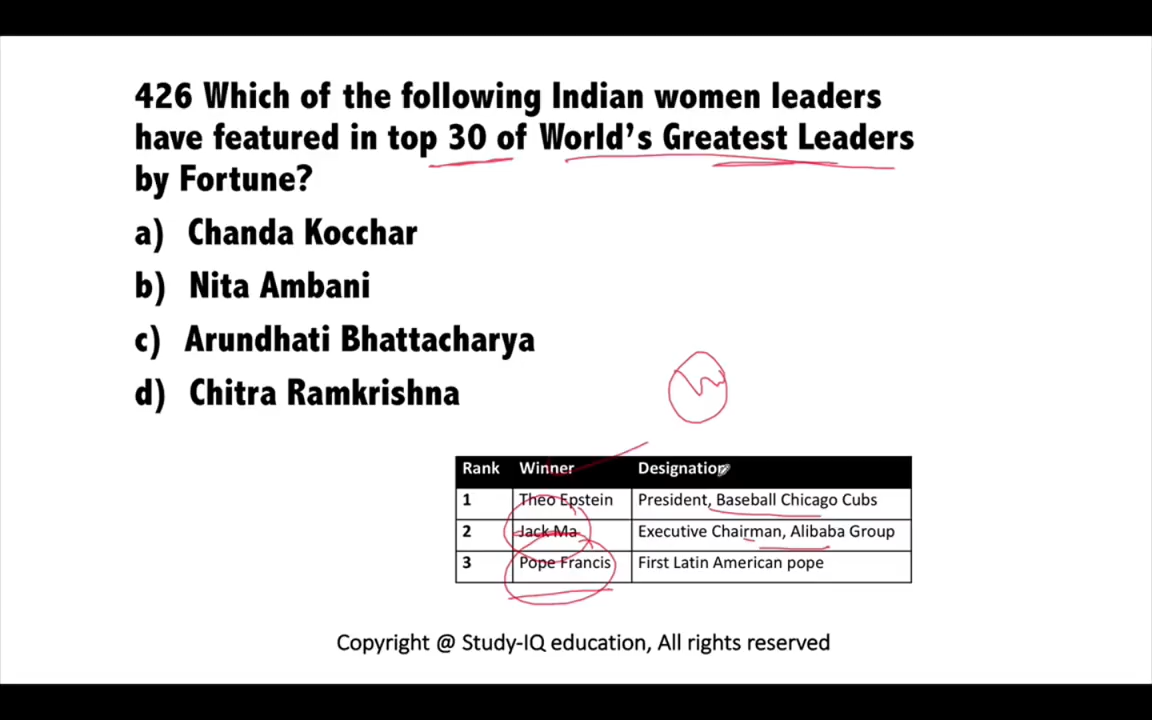 426 Which of the following Indian women leaders
have featured in top 30 of World's Greatest Leaders
by Fortune?
a) Chanda Kocchar
b) Nita Ambani
c) Arundhati Bhattacharya
d) Chitra Ramkrishna
Rank Winner Designation
1 Theo Epstein President, Baseball Chicago Cubs
2 Jack Ma Executive Chairman, Alibaba Group
3 Pope Francis First Latin American pope
Copyright @ Study-IQ education, All rights reserved